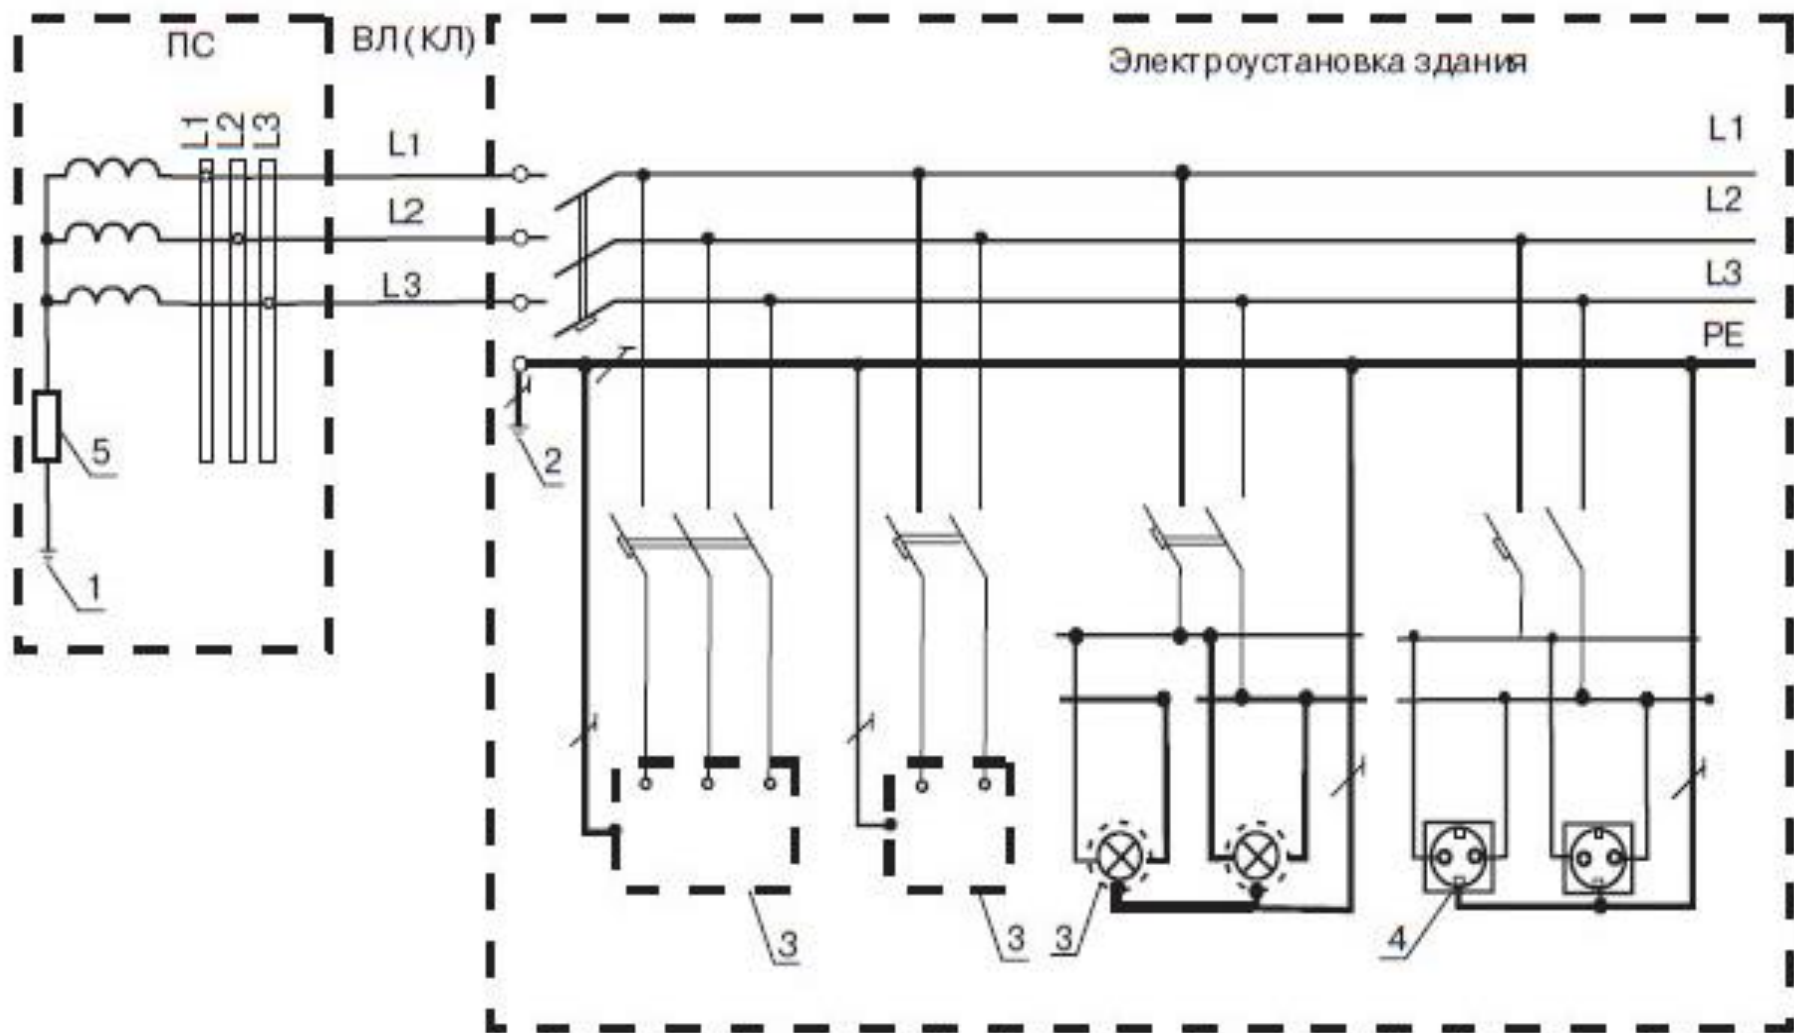 ПС
ВЛ(КЛ)
Электроустановка здания
L1
L2
L3
L1
L1
L2
L2
L3
L3
PE
5
2
1
3
3
3
4